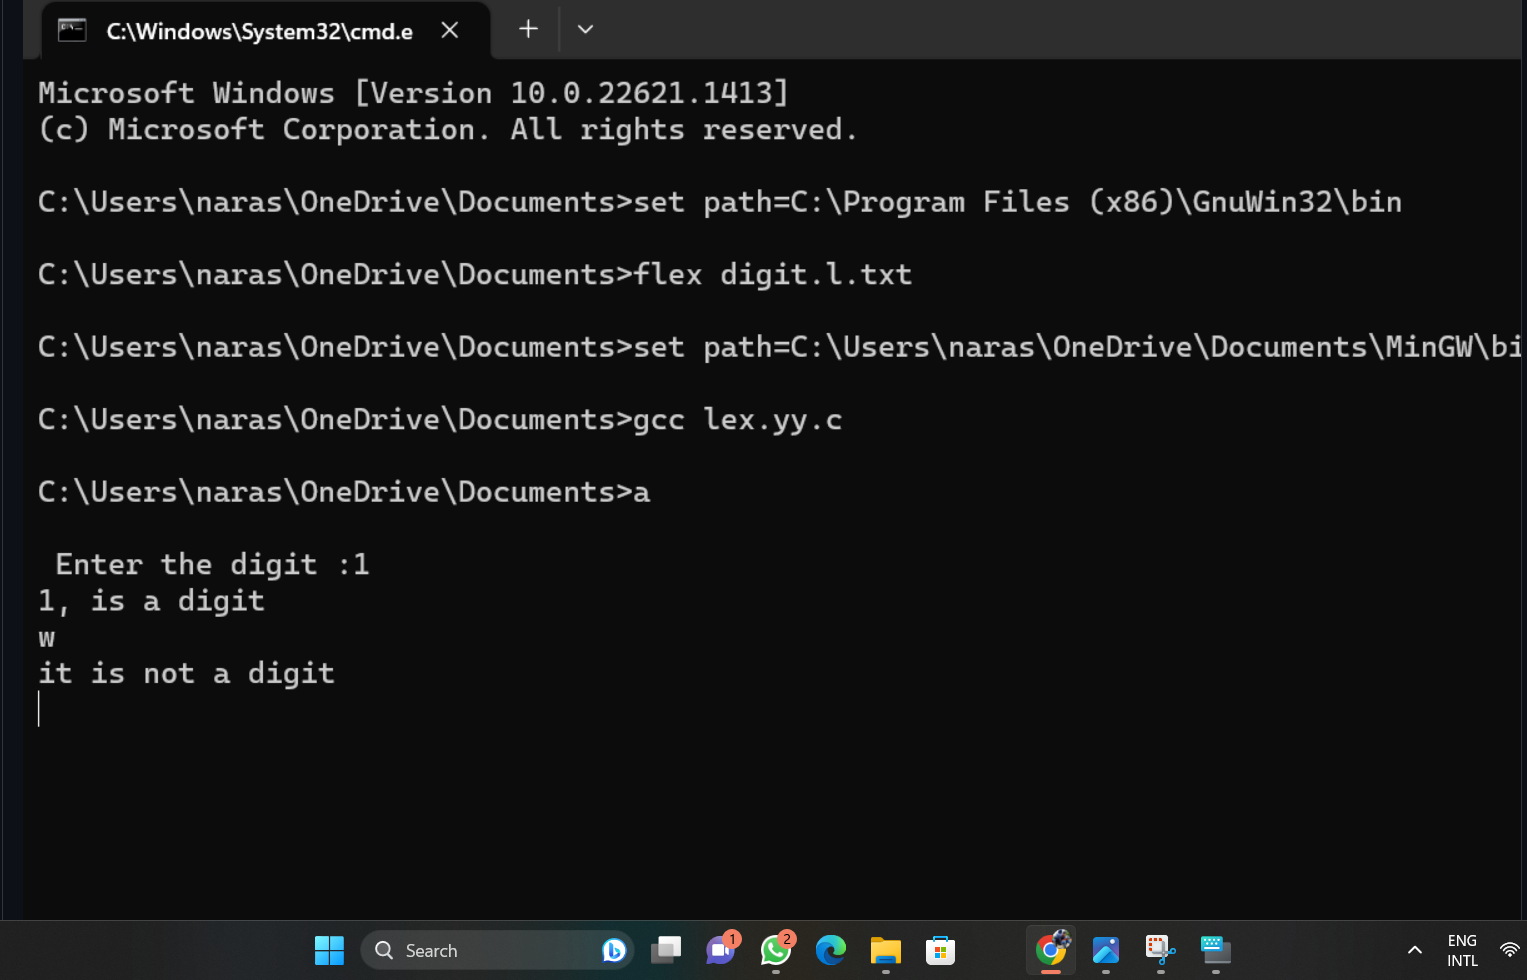 C:\Windows\System32\cmd.e
Microsoft Windows [Version 10.0.22621.1413]
(c) Microsoft Corporation. All rights reserved.
C:\Users\naras\OneDrive\Documents>set path=C:\Program Files (x86)\GnuWin32\bin
C:\Users\naras\OneDrive\Documents>flex digit.l.txt
C:\Users\naras\OneDrive\Documents>set path=C:\Users\naras\OneDrive\Documents\MinGW\bi
C:\Users\naras\OneDrive\Documents>gcc lex.yy.c
C:\Users\naras\OneDrive\Documents>a
Enter the digit :1
1, is a digit
w
it is not a digit
Search
1
2
ENG
INTL